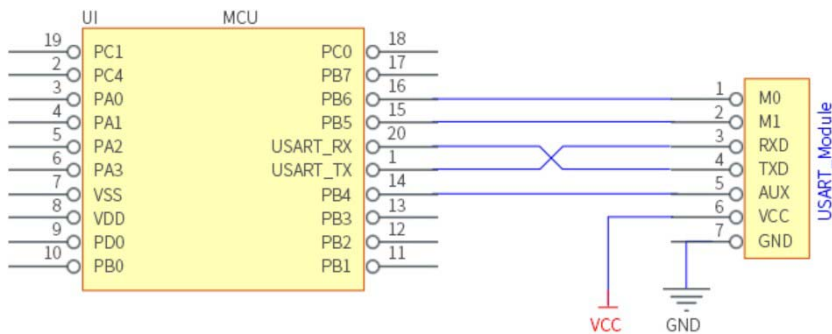 UI MCU
19 PC1 PC0 18
2 PC4 PB7 17
3 PA0 PB6 16
4 PA1 PB5 15
5 PA2 USART_RX 20
6 PA3 USART_TX 1
7 VSS PB4 14
8 VDD PB3 13
9 PD0 PB2 12
10 PB0 PB1 11
1 M0
2 M1
3 RXD
4 TXD
5 AUX
6 VCC
7 GND
USART_Module
VCC GND